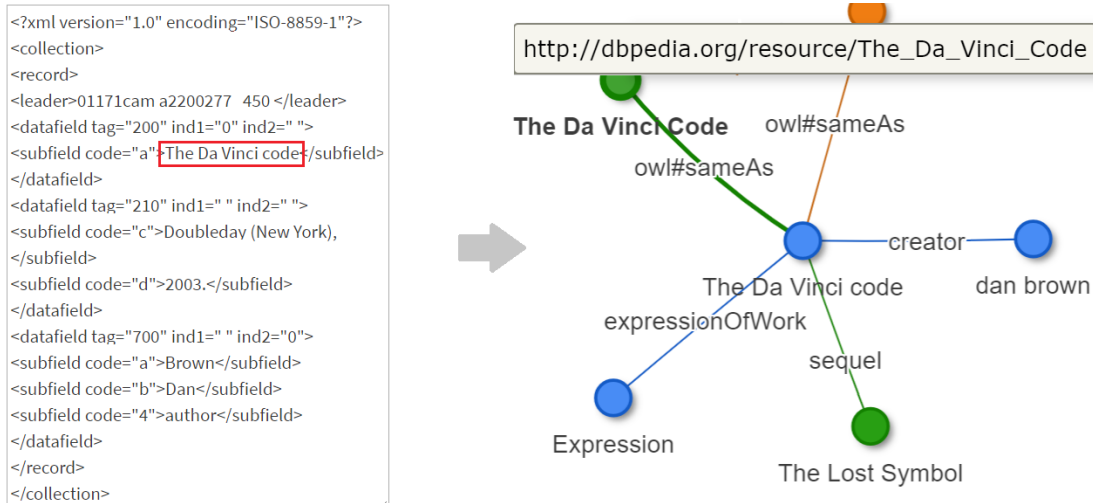 <?xml version="1.0" encoding="ISO-8859-1"?>
<collection>
<record>
<leader>01171cam a2200277   450 </leader>
<datafield tag="200" ind1="0" ind2=" ">
<subfield code="a">The Da Vinci code</subfield>
</datafield>
<datafield tag="210" ind1=" " ind2=" ">
<subfield code="c">Doubleday (New York),
</subfield>
<subfield code="d">2003.</subfield>
</datafield>
<datafield tag="700" ind1=" " ind2="0">
<subfield code="a">Brown</subfield>
<subfield code="b">Dan</subfield>
<subfield code="4">author</subfield>
</datafield>
</record>
</collection>
http://dbpedia.org/resource/The_Da_Vinci_Code
The Da Vinci Code
owl#sameAs
owl#sameAs
creator
The Da Vinci code
dan brown
expressionOfWork
sequel
Expression
The Lost Symbol